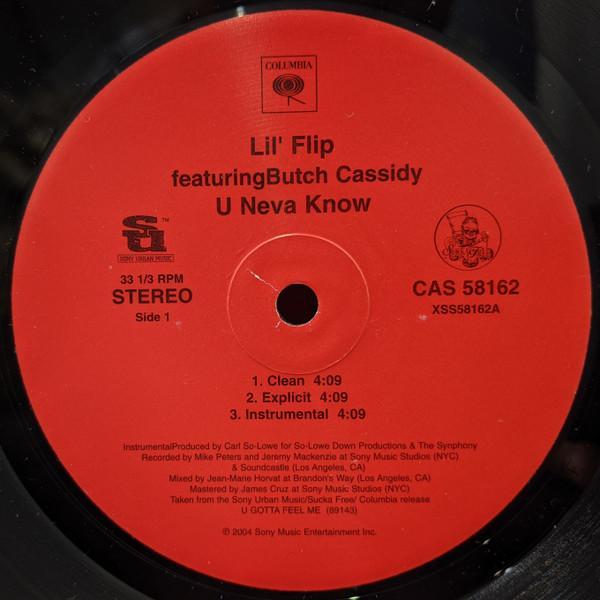 COLUMBIA
Lil' Flip
featuringButch Cassidy
U Neva Know
SU ™
SONY URBAN MUSIC
33 1/3 RPM
STEREO
Side 1
CAS 58162
XSS58162A
1. Clean 4:09
2. Explicit 4:09
3. Instrumental 4:09
InstrumentalProduced by Carl So-Lowe for So-Lowe Down Productions & The Synphony
Recorded by Mike Peters and Jeremy Mackenzie at Sony Music Studios (NYC)
& Soundcastle (Los Angeles, CA)
Mixed by Jean-Marie Horvat at Brandon's Way (Los Angeles, CA)
Mastered by James Cruz at Sony Music Studios (NYC)
Taken from the Sony Urban Music/Sucka Free/ Columbia release
U GOTTA FEEL ME (89143)
℗ 2004 Sony Music Entertainment Inc.